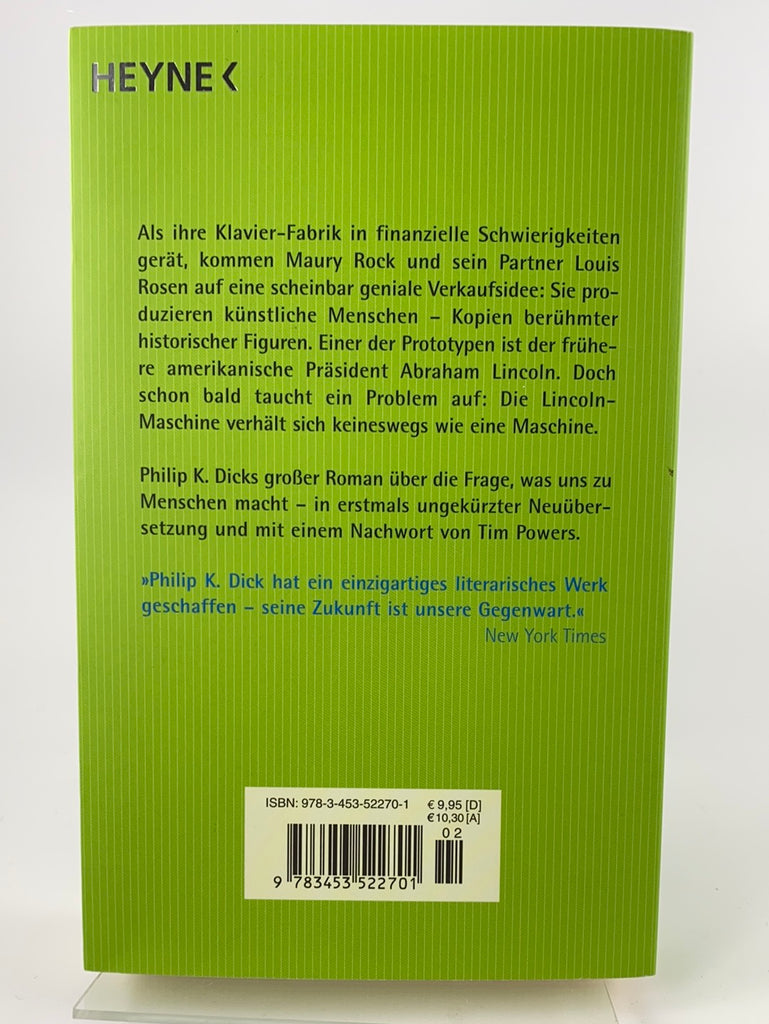 HEYNE <
Als ihre Klavier-Fabrik in finanzielle Schwierigkeiten
gerät, kommen Maury Rock und sein Partner Louis
Rosen auf eine scheinbar geniale Verkaufsidee: Sie pro-
duzieren künstliche Menschen – Kopien berühmter
historischer Figuren. Einer der Prototypen ist der frühe-
re amerikanische Präsident Abraham Lincoln. Doch
schon bald taucht ein Problem auf: Die Lincoln-
Maschine verhält sich keineswegs wie eine Maschine.
Philip K. Dicks großer Roman über die Frage, was uns zu
Menschen macht – in erstmals ungekürzter Neuüber-
setzung und mit einem Nachwort von Tim Powers.
»Philip K. Dick hat ein einzigartiges literarisches Werk
geschaffen – seine Zukunft ist unsere Gegenwart.«
New York Times
ISBN: 978-3-453-52270-1 € 9,95 [D]
€ 10,30 [A]
0 2
9 783453 522701